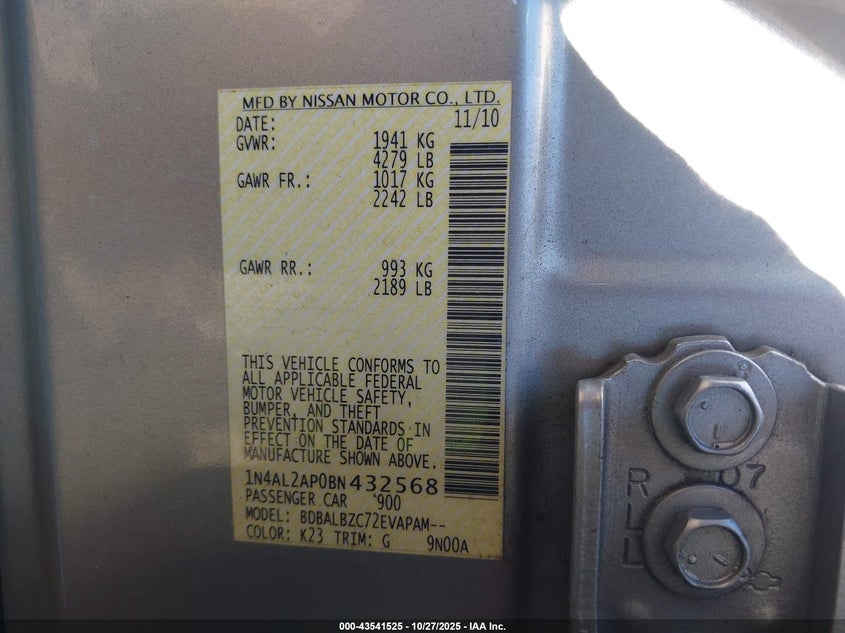 MFD BY NISSAN MOTOR CO., LTD.
DATE: 11/10
GVWR: 1941 KG
4279 LB
GAWR FR.: 1017 KG
2242 LB
GAWR RR.: 993 KG
2189 LB
THIS VEHICLE CONFORMS TO
ALL APPLICABLE FEDERAL
MOTOR VEHICLE SAFETY,
BUMPER, AND THEFT
PREVENTION STANDARDS IN
EFFECT ON THE DATE OF
MANUFACTURE SHOWN ABOVE.
1N4AL2AP0BN432568
PASSENGER CAR '900
MODEL: BDBALBZC72EVAPAM--
COLOR: K23 TRIM: G 9N00A
07
RLL
000-43541525 - 10/27/2025 - IAA Inc.